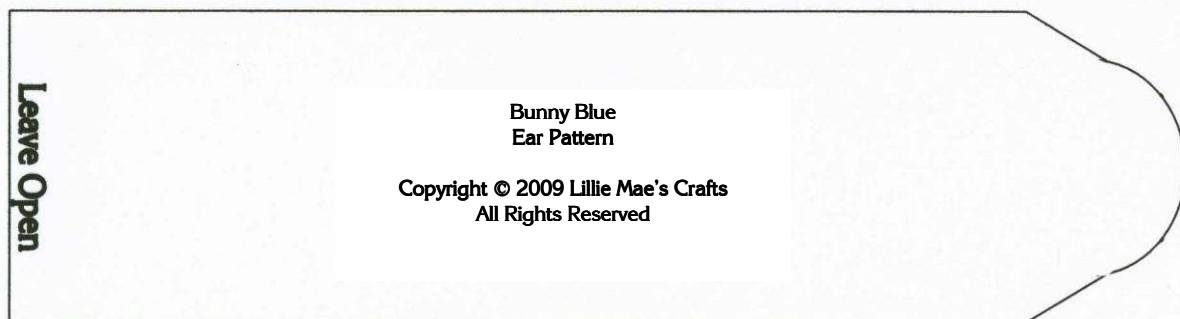 Leave Open
Bunny Blue
Ear Pattern
Copyright © 2009 Lillie Mae's Crafts
All Rights Reserved